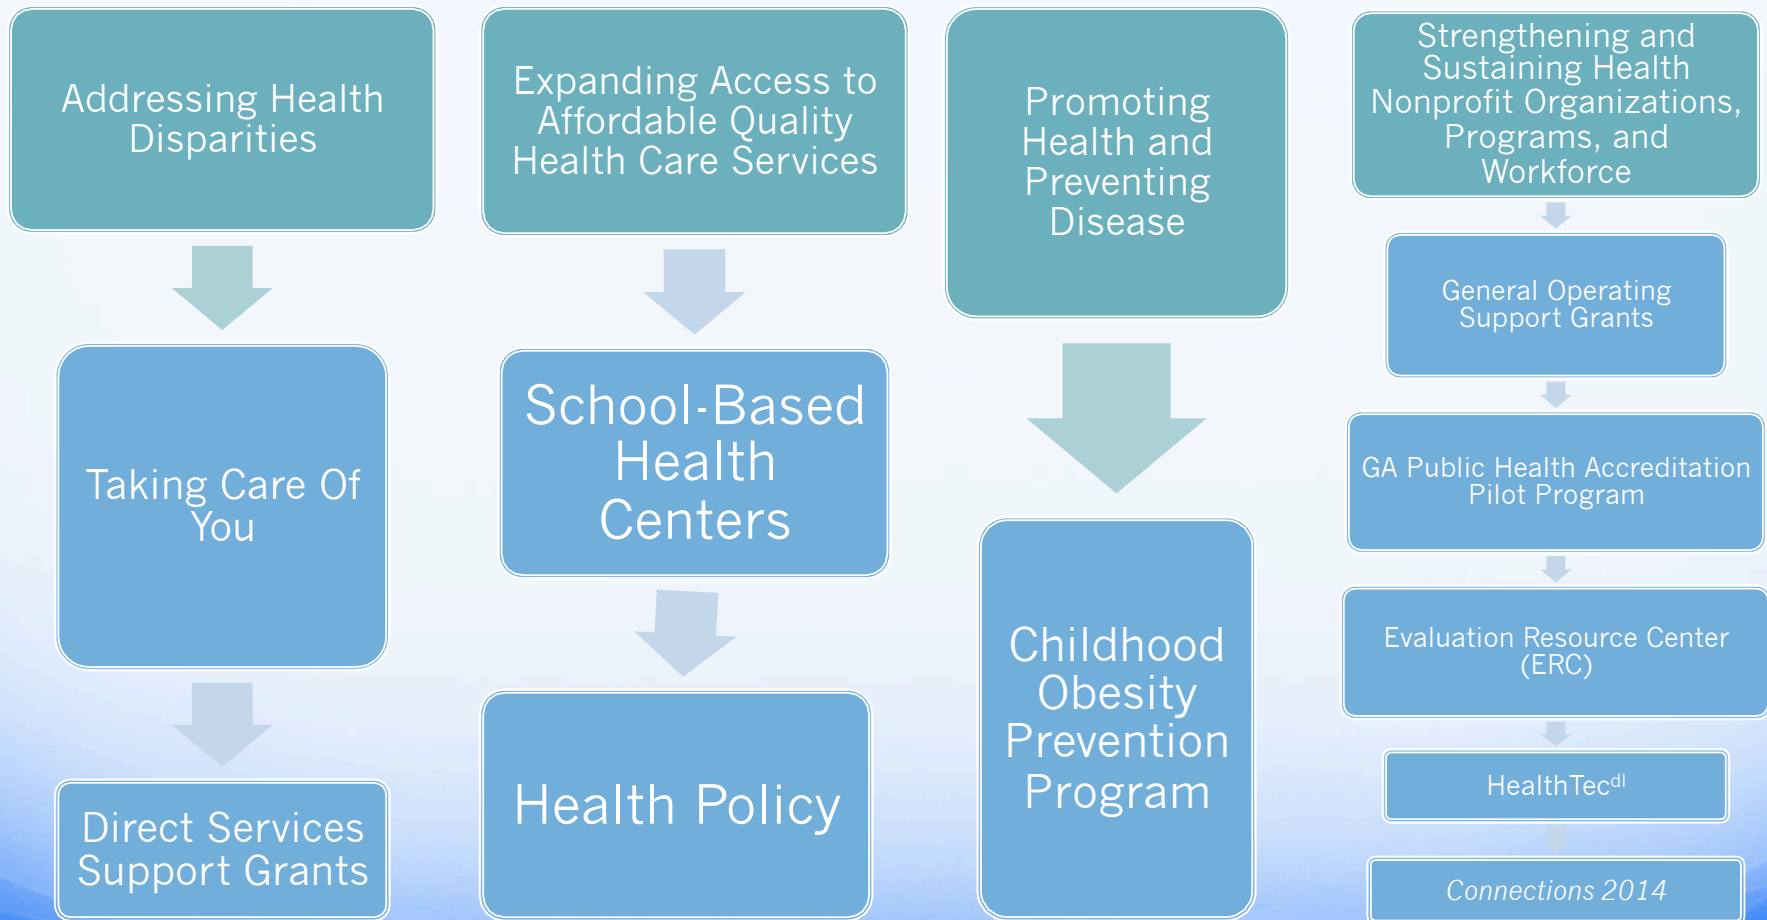 Addressing Health
Disparities
Taking Care Of
You
Direct Services
Support Grants
Expanding Access to
Affordable Quality
Health Care Services
School-Based
Health
Centers
Health Policy
Promoting
Health and
Preventing
Disease
Childhood
Obesity
Prevention
Program
Strengthening and
Sustaining Health
Nonprofit Organizations,
Programs, and
Workforce
General Operating
Support Grants
GA Public Health Accreditation
Pilot Program
Evaluation Resource Center
(ERC)
HealthTecdl
Connections 2014